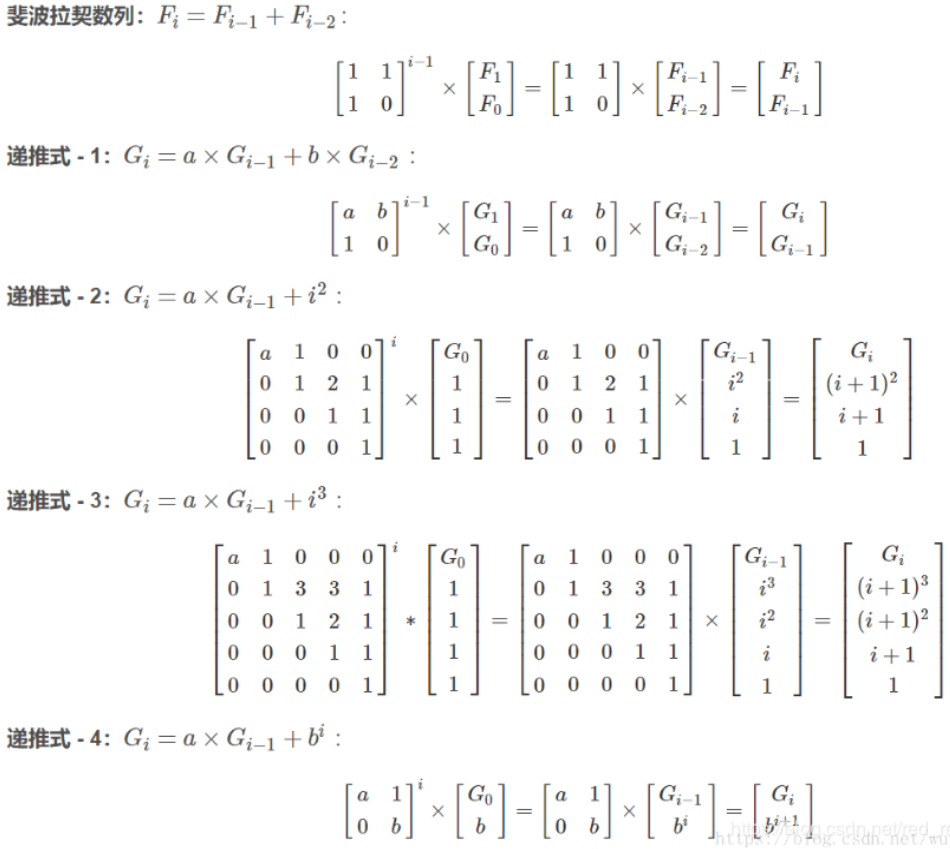 斐波拉契数列：$F_i = F_{i-1} + F_{i-2}$：
$\begin{bmatrix} 1 & 1 \\ 1 & 0 \end{bmatrix}^{i-1} \times \begin{bmatrix} F_1 \\ F_0 \end{bmatrix} = \begin{bmatrix} 1 & 1 \\ 1 & 0 \end{bmatrix} \times \begin{bmatrix} F_{i-1} \\ F_{i-2} \end{bmatrix} = \begin{bmatrix} F_i \\ F_{i-1} \end{bmatrix}$
递推式 - 1：$G_i = a \times G_{i-1} + b \times G_{i-2}$：
$\begin{bmatrix} a & b \\ 1 & 0 \end{bmatrix}^{i-1} \times \begin{bmatrix} G_1 \\ G_0 \end{bmatrix} = \begin{bmatrix} a & b \\ 1 & 0 \end{bmatrix} \times \begin{bmatrix} G_{i-1} \\ G_{i-2} \end{bmatrix} = \begin{bmatrix} G_i \\ G_{i-1} \end{bmatrix}$
递推式 - 2：$G_i = a \times G_{i-1} + i^2$：
$\begin{bmatrix} a & 1 & 0 & 0 \\ 0 & 1 & 2 & 1 \\ 0 & 0 & 1 & 1 \\ 0 & 0 & 0 & 1 \end{bmatrix}^{i} \times \begin{bmatrix} G_0 \\ 1 \\ 1 \\ 1 \end{bmatrix} = \begin{bmatrix} a & 1 & 0 & 0 \\ 0 & 1 & 2 & 1 \\ 0 & 0 & 1 & 1 \\ 0 & 0 & 0 & 1 \end{bmatrix} \times \begin{bmatrix} G_{i-1} \\ i^2 \\ i \\ 1 \end{bmatrix} = \begin{bmatrix} G_i \\ (i+1)^2 \\ i+1 \\ 1 \end{bmatrix}$
递推式 - 3：$G_i = a \times G_{i-1} + i^3$：
$\begin{bmatrix} a & 1 & 0 & 0 & 0 \\ 0 & 1 & 3 & 3 & 1 \\ 0 & 0 & 1 & 2 & 1 \\ 0 & 0 & 0 & 1 & 1 \\ 0 & 0 & 0 & 0 & 1 \end{bmatrix}^{i} * \begin{bmatrix} G_0 \\ 1 \\ 1 \\ 1 \\ 1 \end{bmatrix} = \begin{bmatrix} a & 1 & 0 & 0 & 0 \\ 0 & 1 & 3 & 3 & 1 \\ 0 & 0 & 1 & 2 & 1 \\ 0 & 0 & 0 & 1 & 1 \\ 0 & 0 & 0 & 0 & 1 \end{bmatrix} \times \begin{bmatrix} G_{i-1} \\ i^3 \\ i^2 \\ i \\ 1 \end{bmatrix} = \begin{bmatrix} G_i \\ (i+1)^3 \\ (i+1)^2 \\ i+1 \\ 1 \end{bmatrix}$
递推式 - 4：$G_i = a \times G_{i-1} + b^i$：
$\begin{bmatrix} a & 1 \\ 0 & b \end{bmatrix}^{i} \times \begin{bmatrix} G_0 \\ b \end{bmatrix} = \begin{bmatrix} a & 1 \\ 0 & b \end{bmatrix} \times \begin{bmatrix} G_{i-1} \\ b^i \end{bmatrix} = \begin{bmatrix} G_i \\ b^{i+1} \end{bmatrix}$